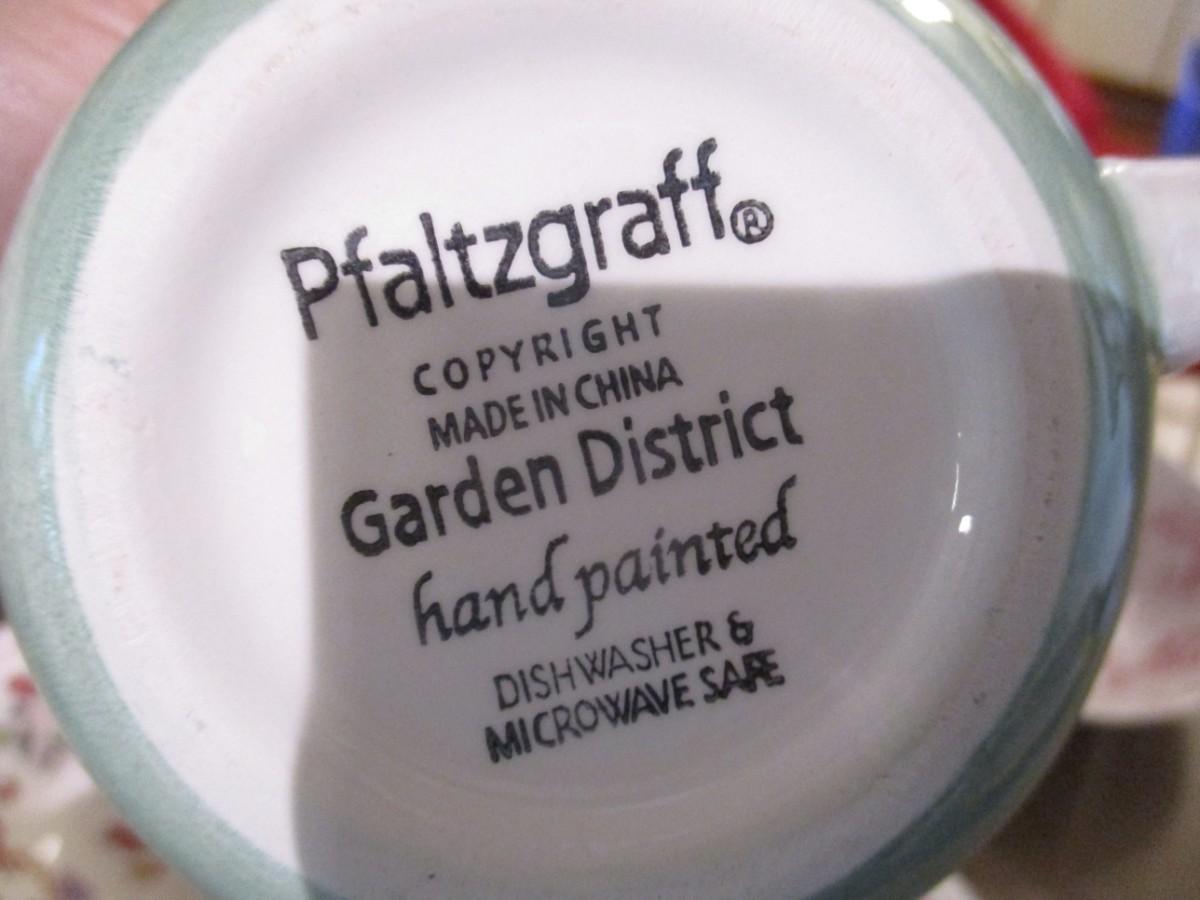 Pfaltzgraff®
COPYRIGHT
MADE IN CHINA
Garden District
hand painted
DISHWASHER &
MICROWAVE SAFE